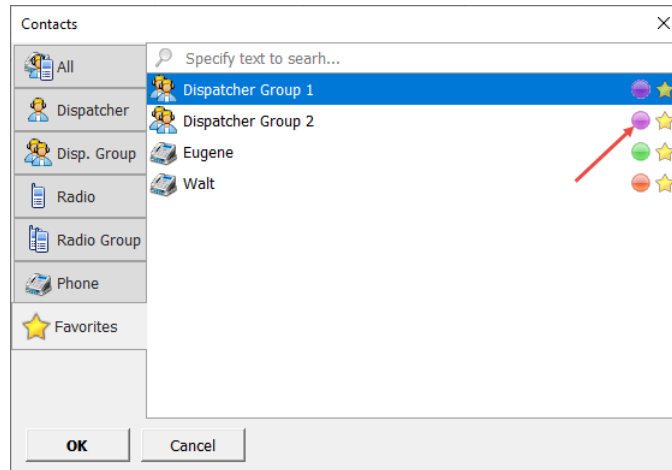 Contacts
All
Dispatcher
Disp. Group
Radio
Radio Group
Phone
Favorites
Specify text to searh...
Dispatcher Group 1
Dispatcher Group 2
Eugene
Walt
OK
Cancel